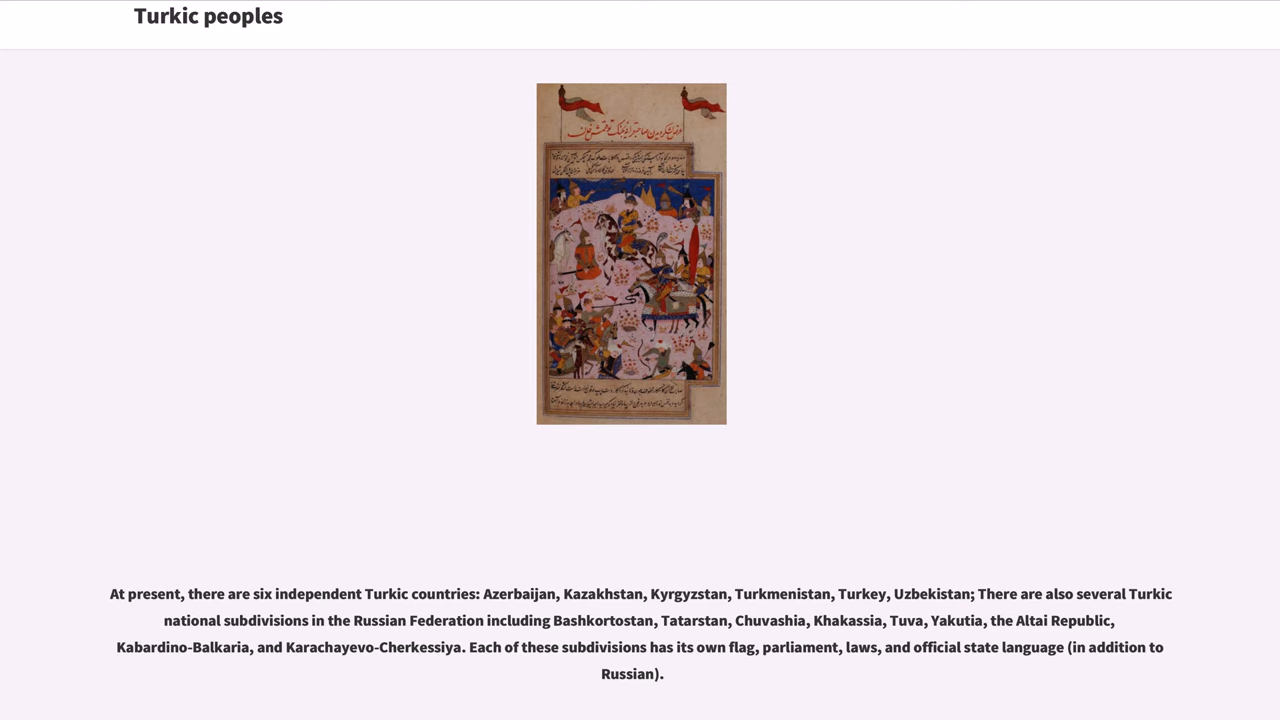 Turkic peoples
At present, there are six independent Turkic countries: Azerbaijan, Kazakhstan, Kyrgyzstan, Turkmenistan, Turkey, Uzbekistan; There are also several Turkic
national subdivisions in the Russian Federation including Bashkortostan, Tatarstan, Chuvashia, Khakassia, Tuva, Yakutia, the Altai Republic,
Kabardino-Balkaria, and Karachayevo-Cherkessiya. Each of these subdivisions has its own flag, parliament, laws, and official state language (in addition to
Russian).